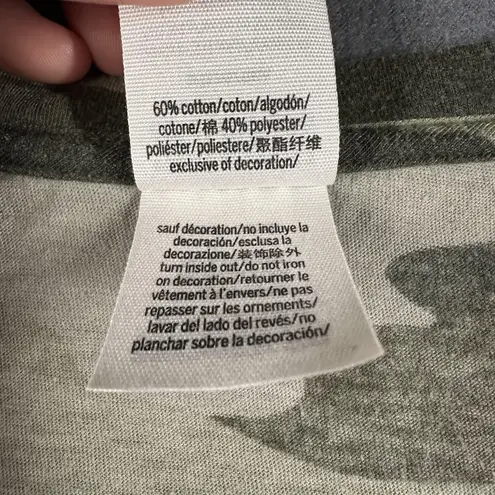 60% cotton/coton/algodón/
cotone/棉 40% polyester/
poliéster/poliestere/聚酯纤维
exclusive of decoration/
sauf décoration/no incluye la
decoración/esclusa la
decorazione/装饰除外
turn inside out/do not iron
on decoration/retourner le
vêtement à l'envers/ne pas
repasser sur les ornements/
lavar del lado del revés/no
planchar sobre la decoración/